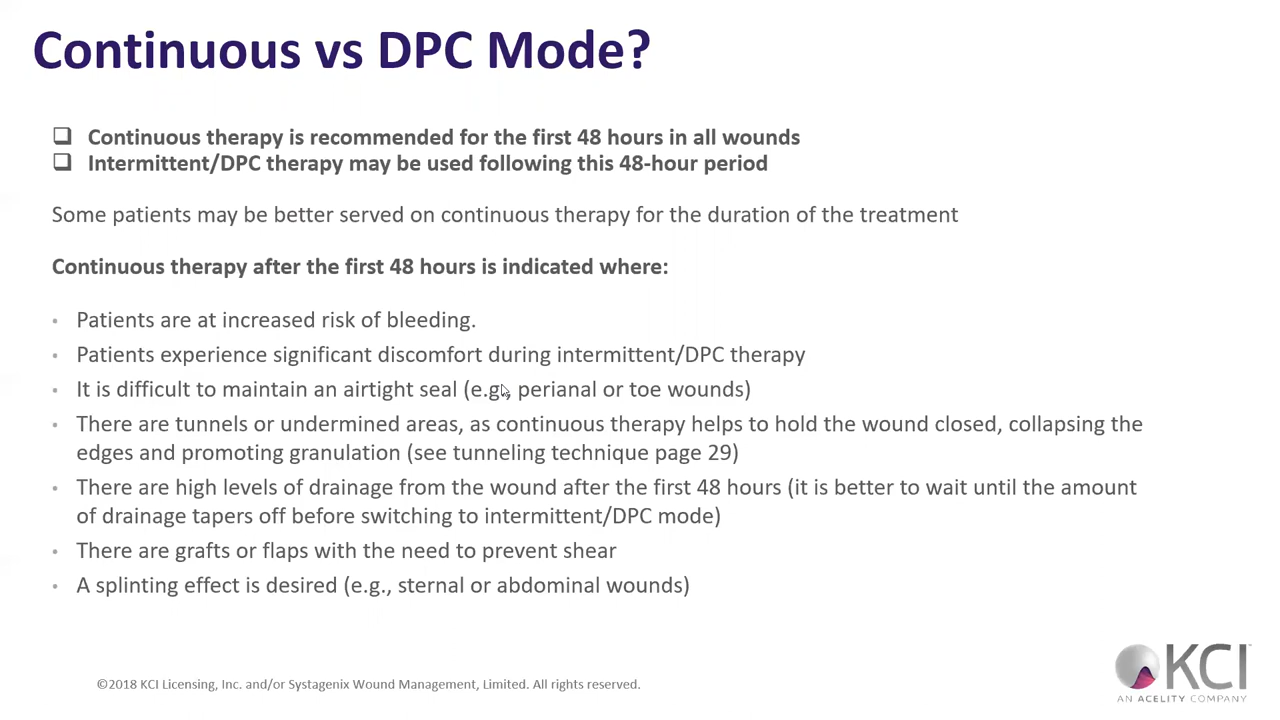 Continuous vs DPC Mode?
Continuous therapy is recommended for the first 48 hours in all wounds
Intermittent/DPC therapy may be used following this 48-hour period
Some patients may be better served on continuous therapy for the duration of the treatment
Continuous therapy after the first 48 hours is indicated where:
• Patients are at increased risk of bleeding.
• Patients experience significant discomfort during intermittent/DPC therapy
• It is difficult to maintain an airtight seal (e.g., perianal or toe wounds)
• There are tunnels or undermined areas, as continuous therapy helps to hold the wound closed, collapsing the
edges and promoting granulation (see tunneling technique page 29)
• There are high levels of drainage from the wound after the first 48 hours (it is better to wait until the amount
of drainage tapers off before switching to intermittent/DPC mode)
• There are grafts or flaps with the need to prevent shear
• A splinting effect is desired (e.g., sternal or abdominal wounds)
KCI™
AN ACELITY COMPANY
©2018 KCI Licensing, Inc. and/or Systagenix Wound Management, Limited. All rights reserved.